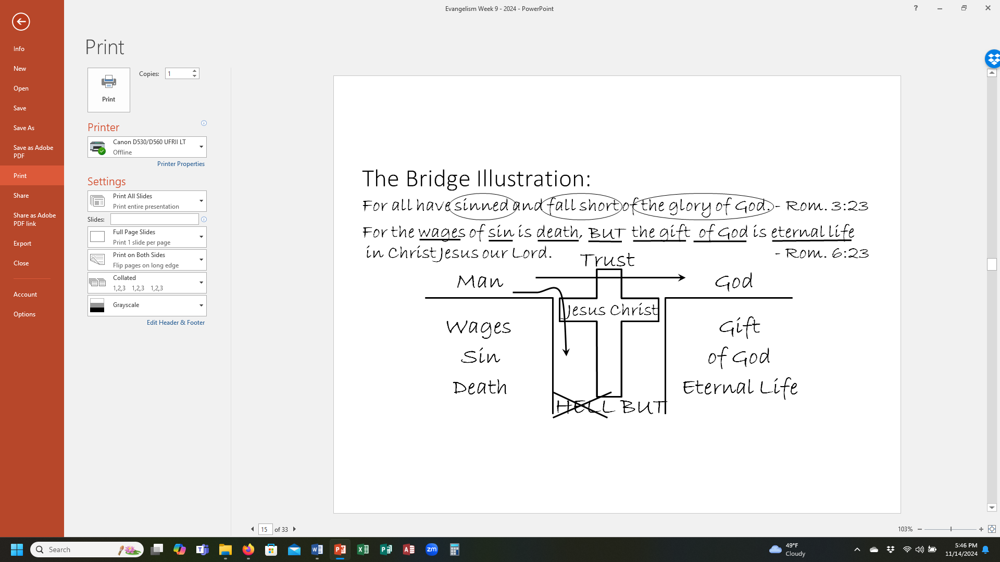 Evangelism Week 9 - 2024 - PowerPoint
?
Info
New
Open
Save
Save As
Save as Adobe
PDF
Print
Share
Share as Adobe
PDF link
Export
Close
Account
Options
Print
Print
Copies: 1
Printer
Canon D530/D560 UFRII LT
Offline
Printer Properties
Settings
Print All Slides
Print entire presentation
Slides:
Full Page Slides
Print 1 slide per page
Print on Both Sides
Flip pages on long edge
Collated
1,2,3 1,2,3 1,2,3
Grayscale
Edit Header & Footer
The Bridge Illustration:
For all have sinned and fall short of the glory of God. - Rom. 3:23
For the wages of sin is death, BUT the gift of God is eternal life
in Christ Jesus our Lord. - Rom. 6:23
Trust
Man God
Jesus Christ
Wages Gift
Sin of God
Death Eternal Life
HELL BUT
15 of 33
103%
Search
zm
49°F
Cloudy
5:46 PM
11/14/2024